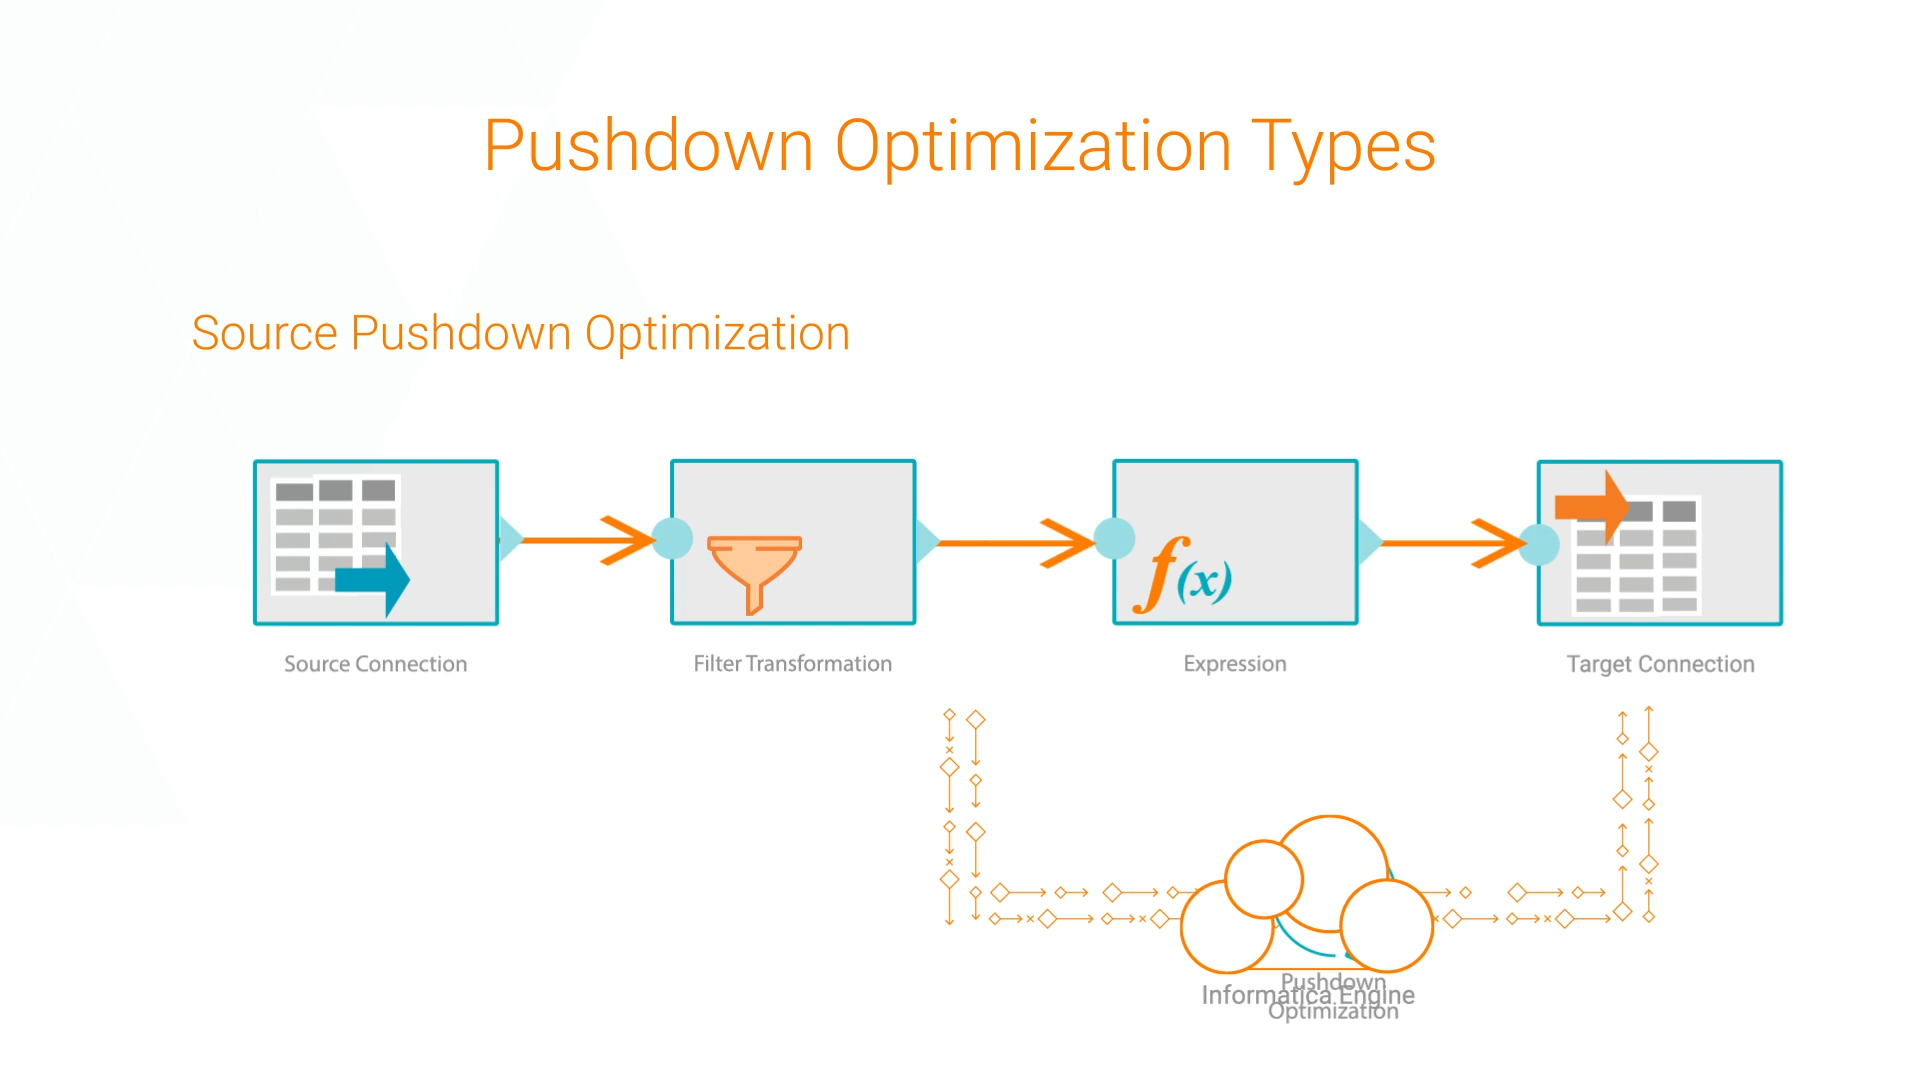 Pushdown Optimization Types
Source Pushdown Optimization
f(x)
Source Connection
Filter Transformation
Expression
Target Connection
Pushdown
Informatica Engine
Optimization